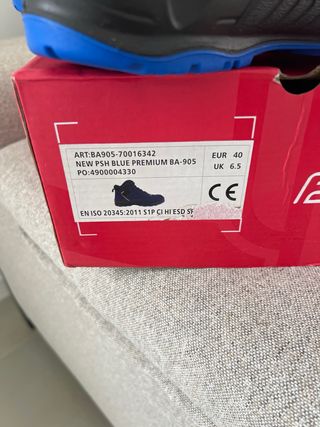 ART:BA905-70016342
NEW PSH BLUE PREMIUM BA-905
PO:4900004330
EUR 40
UK 6.5
CE
EN ISO 20345:2011 S1P CI HI ESD SR